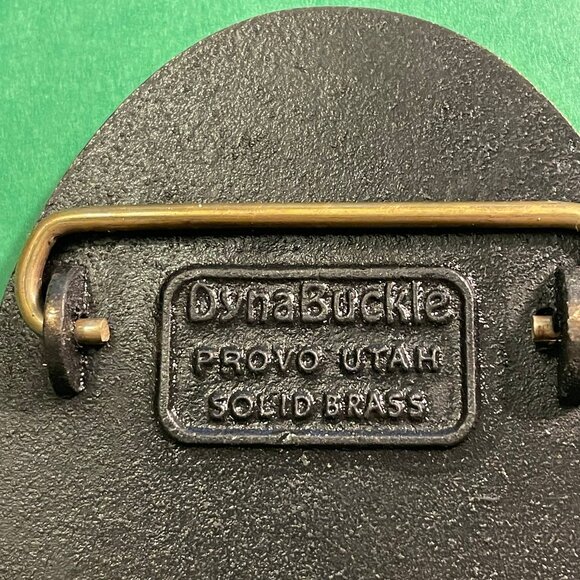 DynaBuckle
PROVO UTAH
SOLID BRASS